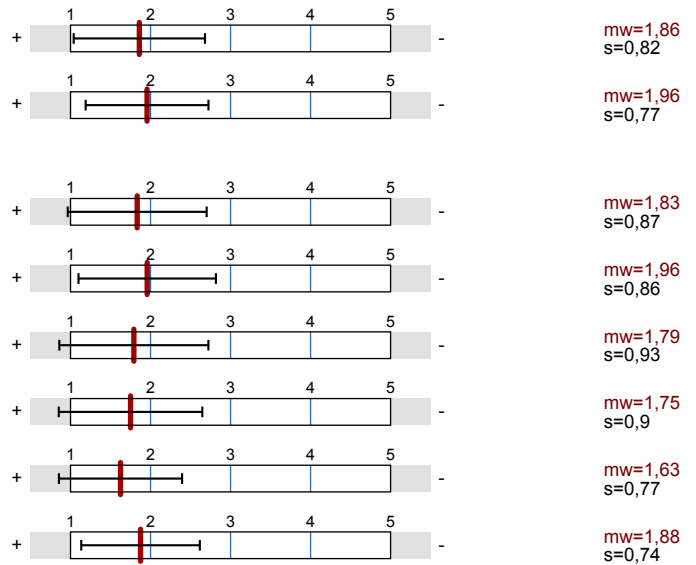 1 2 3 4 5
+ - mw=1,86
s=0,82
1 2 3 4 5
+ - mw=1,96
s=0,77
1 2 3 4 5
+ - mw=1,83
s=0,87
1 2 3 4 5
+ - mw=1,96
s=0,86
1 2 3 4 5
+ - mw=1,79
s=0,93
1 2 3 4 5
+ - mw=1,75
s=0,9
1 2 3 4 5
+ - mw=1,63
s=0,77
1 2 3 4 5
+ - mw=1,88
s=0,74